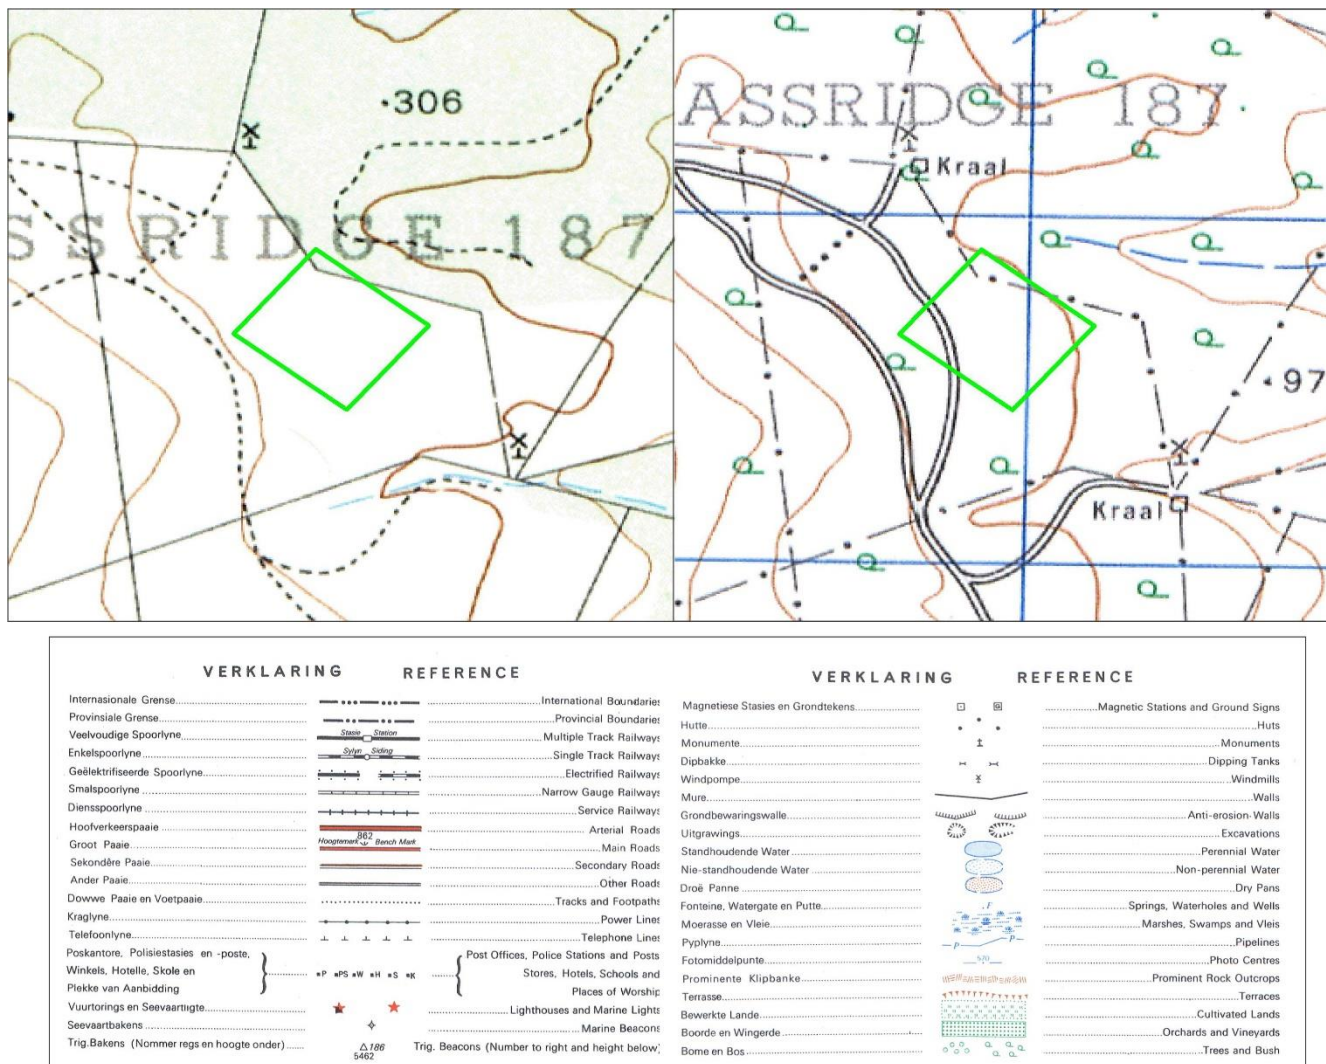 306
SSRIDGE 187
ASSRIDGE 187
Kraal
97
Kraal
VERKLARING REFERENCE
Internasionale Grense International Boundaries
Provinsiale Grense Provincial Boundaries
Veelvoudige Spoorlyne Stasie Station Multiple Track Railways
Enkelspoorlyne Sylyn Siding Single Track Railways
Geëlektrifiseerde Spoorlyne Electrified Railways
Smalspoorlyne Narrow Gauge Railways
Diensspoorlyne Service Railways
Hoofverkeerspaaie Arterial Roads
Groot Paaie Hoogtemerk 862 Bench Mark Main Roads
Sekondêre Paaie Secondary Roads
Ander Paaie Other Roads
Dowwe Paaie en Voetpaaie Tracks and Footpaths
Kraglyne Power Lines
Telefoonlyne Telephone Lines
Poskantore, Polisiestasies en -poste, Post Offices, Police Stations and Posts
Winkels, Hotelle, Skole en P PS W H S K Stores, Hotels, Schools and
Plekke van Aanbidding Places of Worship
Vuurtorings en Seevaartligte Lighthouses and Marine Lights
Seevaartbakens Marine Beacons
Trig.Bakens (Nommer regs en hoogte onder) 186 5462 Trig. Beacons (Number to right and height below)
VERKLARING REFERENCE
Magnetiese Stasies en Grondtekens Magnetic Stations and Ground Signs
Hutte Huts
Monumente Monuments
Dipbakke Dipping Tanks
Windpompe Windmills
Mure Walls
Grondbewaringswalle Anti-erosion Walls
Uitgrawings Excavations
Standhoudende Water Perennial Water
Nie-standhoudende Water Non-perennial Water
Droë Panne Dry Pans
Fonteine, Watergate en Putte F Springs, Waterholes and Wells
Moerasse en Vleie Marshes, Swamps and Vleis
Pyplyne P P Pipelines
Fotomiddelpunte Photo Centres
Prominente Klipbanke Prominent Rock Outcrops
Terrasse Terraces
Bewerkte Lande Cultivated Lands
Boorde en Wingerde Orchards and Vineyards
Bome en Bos Trees and Bush